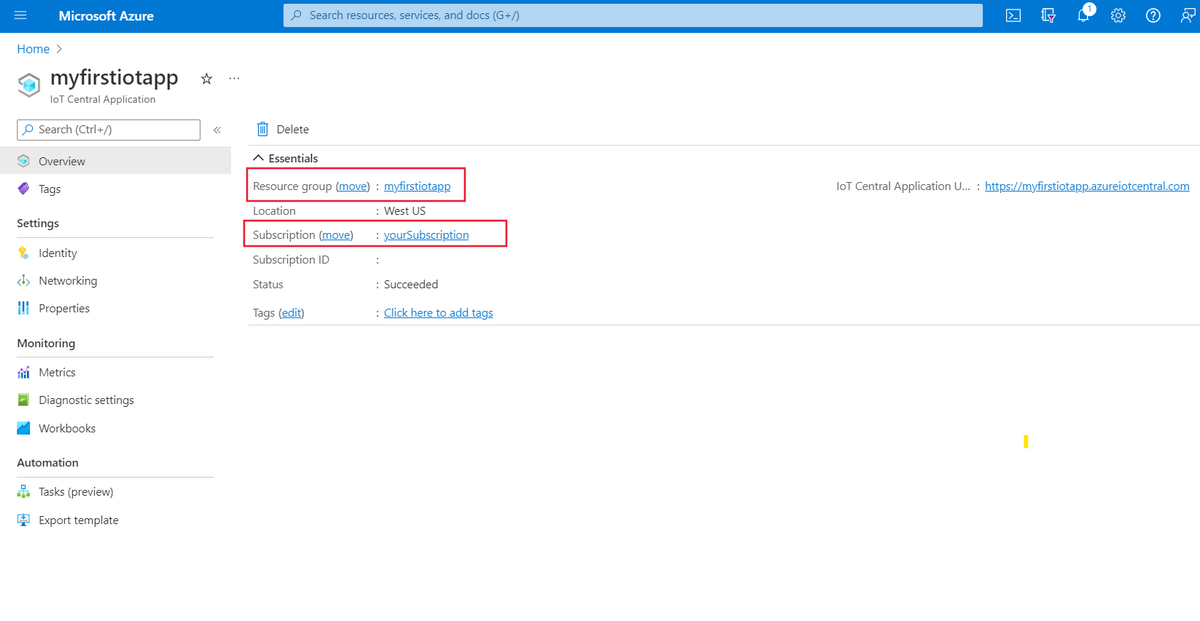 Microsoft Azure
Search resources, services, and docs (G+/)
1
Home
myfirstiotapp
IoT Central Application
Search (Ctrl+/)
Overview
Tags
Settings
Identity
Networking
Properties
Monitoring
Metrics
Diagnostic settings
Workbooks
Automation
Tasks (preview)
Export template
Delete
Essentials
Resource group (move) : myfirstiotapp
Location : West US
Subscription (move) : yourSubscription
Subscription ID :
Status : Succeeded
Tags (edit) : Click here to add tags
IoT Central Application U... : https://myfirstiotapp.azureiotcentral.com